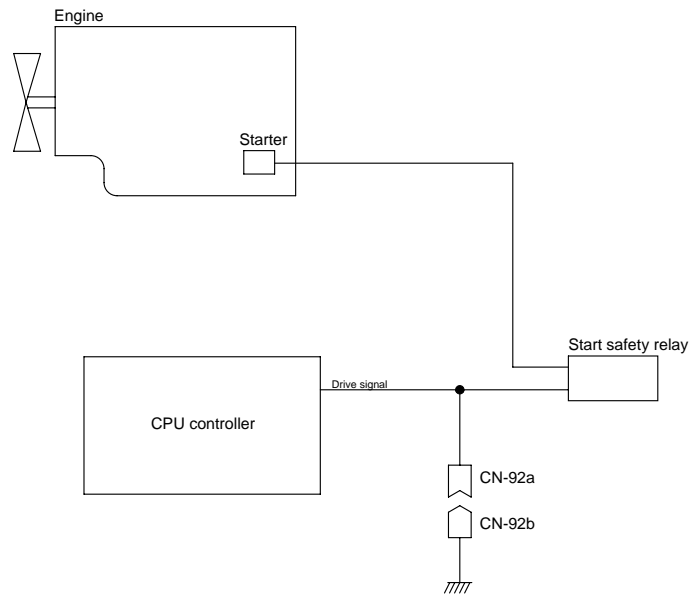 Engine
Starter
Start safety relay
Drive signal
CPU controller
CN-92a
CN-92b